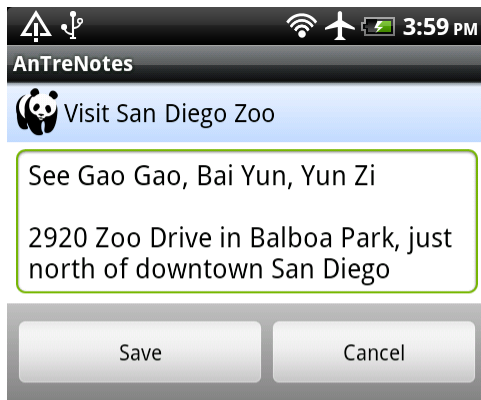 3:59 PM
AnTreNotes
Visit San Diego Zoo
See Gao Gao, Bai Yun, Yun Zi
2920 Zoo Drive in Balboa Park, just
north of downtown San Diego
Save Cancel